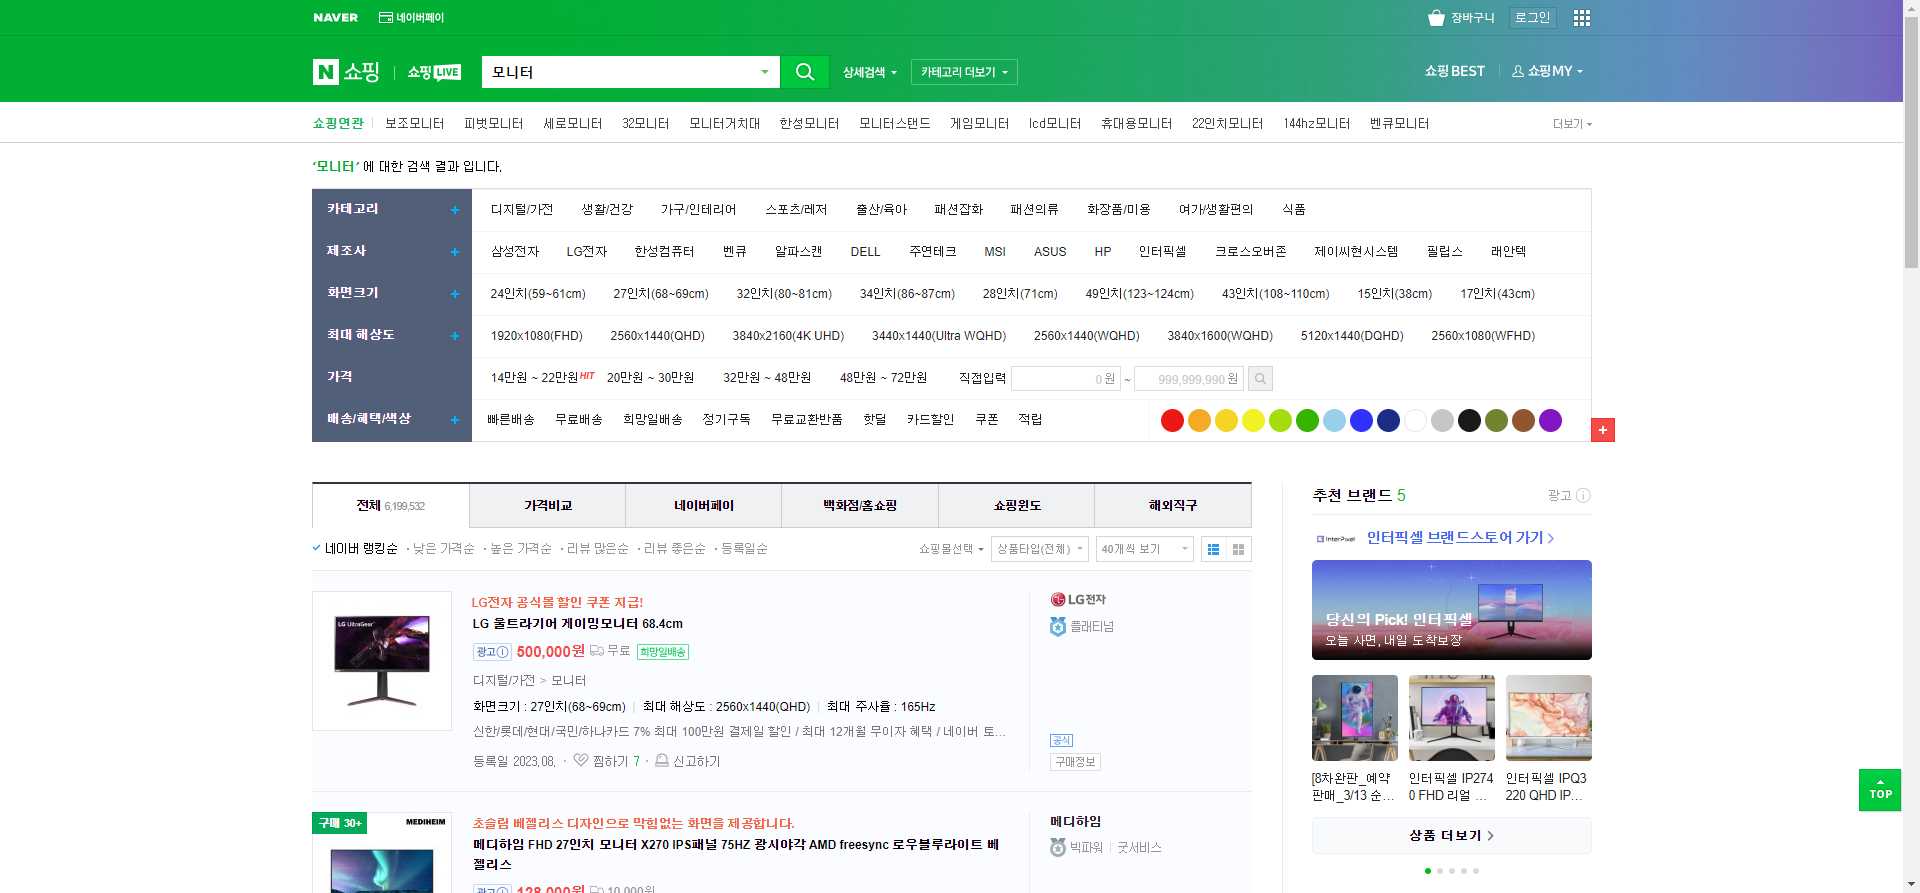 NAVER 네이버페이 장바구니 로그인
N 쇼핑 쇼핑LIVE 모니터 상세검색 카테고리 더보기 쇼핑BEST 쇼핑MY
쇼핑연관 보조모니터 피벗모니터 세로모니터 32모니터 모니터거치대 한성모니터 모니터스탠드 게임모니터 lcd모니터 휴대용모니터 22인치모니터 144hz모니터 벤큐모니터 더보기
'모니터' 에 대한 검색 결과 입니다.
카테고리 + 디지털/가전 생활/건강 가구/인테리어 스포츠/레저 출산/육아 패션잡화 패션의류 화장품/미용 여가/생활편의 식품
제조사 + 삼성전자 LG전자 한성컴퓨터 벤큐 알파스캔 DELL 주연테크 MSI ASUS HP 인터픽셀 크로스오버존 제이씨현시스템 필립스 래안텍
화면크기 + 24인치(59~61cm) 27인치(68~69cm) 32인치(80~81cm) 34인치(86~87cm) 28인치(71cm) 49인치(123~124cm) 43인치(108~110cm) 15인치(38cm) 17인치(43cm)
최대 해상도 + 1920x1080(FHD) 2560x1440(QHD) 3840x2160(4K UHD) 3440x1440(Ultra WQHD) 2560x1440(WQHD) 3840x1600(WQHD) 5120x1440(DQHD) 2560x1080(WFHD)
가격 14만원 ~ 22만원HIT 20만원 ~ 30만원 32만원 ~ 48만원 48만원 ~ 72만원 직접입력 0 원 ~ 999,999,990 원
배송/혜택/색상 + 빠른배송 무료배송 희망일배송 정기구독 무료교환반품 핫딜 카드할인 쿠폰 적립
+
전체 6,199,532 가격비교 네이버페이 백화점/홈쇼핑 쇼핑윈도 해외직구
네이버 랭킹순 · 낮은 가격순 · 높은 가격순 · 리뷰 많은순 · 리뷰 좋은순 · 등록일순 쇼핑몰선택 상품타입(전체) 40개씩 보기
LG UltraGear
LG전자 공식몰 할인 쿠폰 지급!
LG 울트라기어 게이밍모니터 68.4cm
광고 500,000원 무료 희망일배송
디지털/가전 > 모니터
화면크기 : 27인치(68~69cm) | 최대 해상도 : 2560x1440(QHD) | 최대 주사율 : 165Hz
신한/롯데/현대/국민/하나카드 7% 최대 100만원 결제일 할인 / 최대 12개월 무이자 혜택 / 네이버 토...
등록일 2023.08. · 찜하기 7 · 신고하기
LG전자
플래티넘
공식
구매정보
구매 30+ MEDIHEIM
초슬림 베젤리스 디자인으로 막힘없는 화면을 제공합니다.
메디하임 FHD 27인치 모니터 X270 IPS패널 75HZ 광시야각 AMD freesync 로우블루라이트 베
젤리스
광고 128,000원 10,000원
메디하임
빅파워 | 굿서비스
추천 브랜드 5 광고
InterPixel 인터픽셀 브랜드스토어 가기 >
당신의 Pick! 인터픽셀
오늘 사면, 내일 도착보장
[8차완판_예약
판매_3/13 순...
인터픽셀 IP274
0 FHD 리얼 ...
인터픽셀 IPQ3
220 QHD IP...
상품 더보기 >
TOP